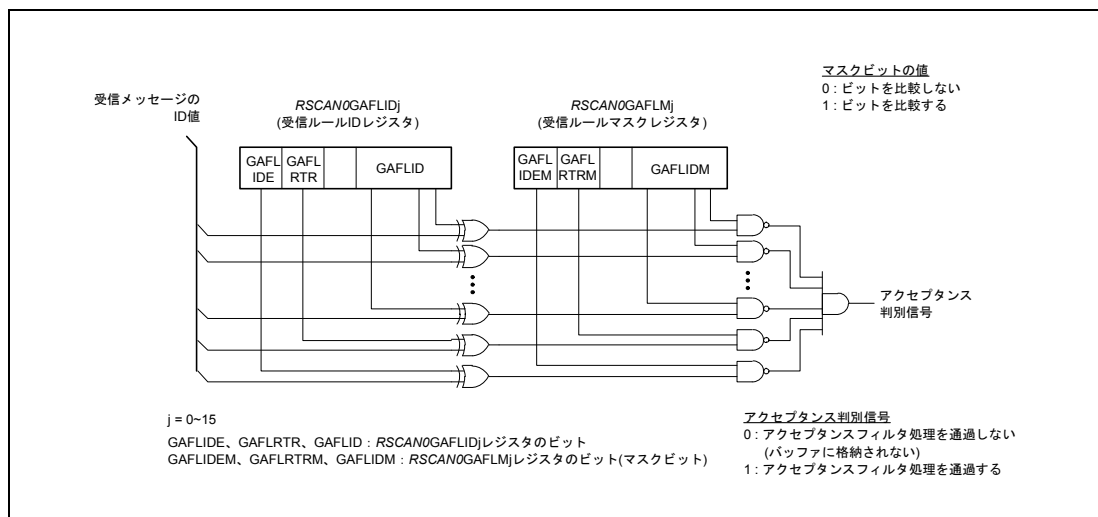 マスクビットの値
0 : ビットを比較しない
1 : ビットを比較する
受信メッセージの
ID値
RSCAN0GAFLIDj
(受信ルールIDレジスタ)
RSCAN0GAFLMj
(受信ルールマスクレジスタ)
GAFL
IDE
GAFL
RTR
GAFLID
GAFL
IDEM
GAFL
RTRM
GAFLIDM
アクセプタンス
判別信号
j = 0~15
GAFLIDE、GAFLRTR、GAFLID : RSCAN0GAFLIDjレジスタのビット
GAFLIDEM、GAFLRTRM、GAFLIDM : RSCAN0GAFLMjレジスタのビット(マスクビット)
アクセプタンス判別信号
0 : アクセプタンスフィルタ処理を通過しない
(バッファに格納されない)
1 : アクセプタンスフィルタ処理を通過する